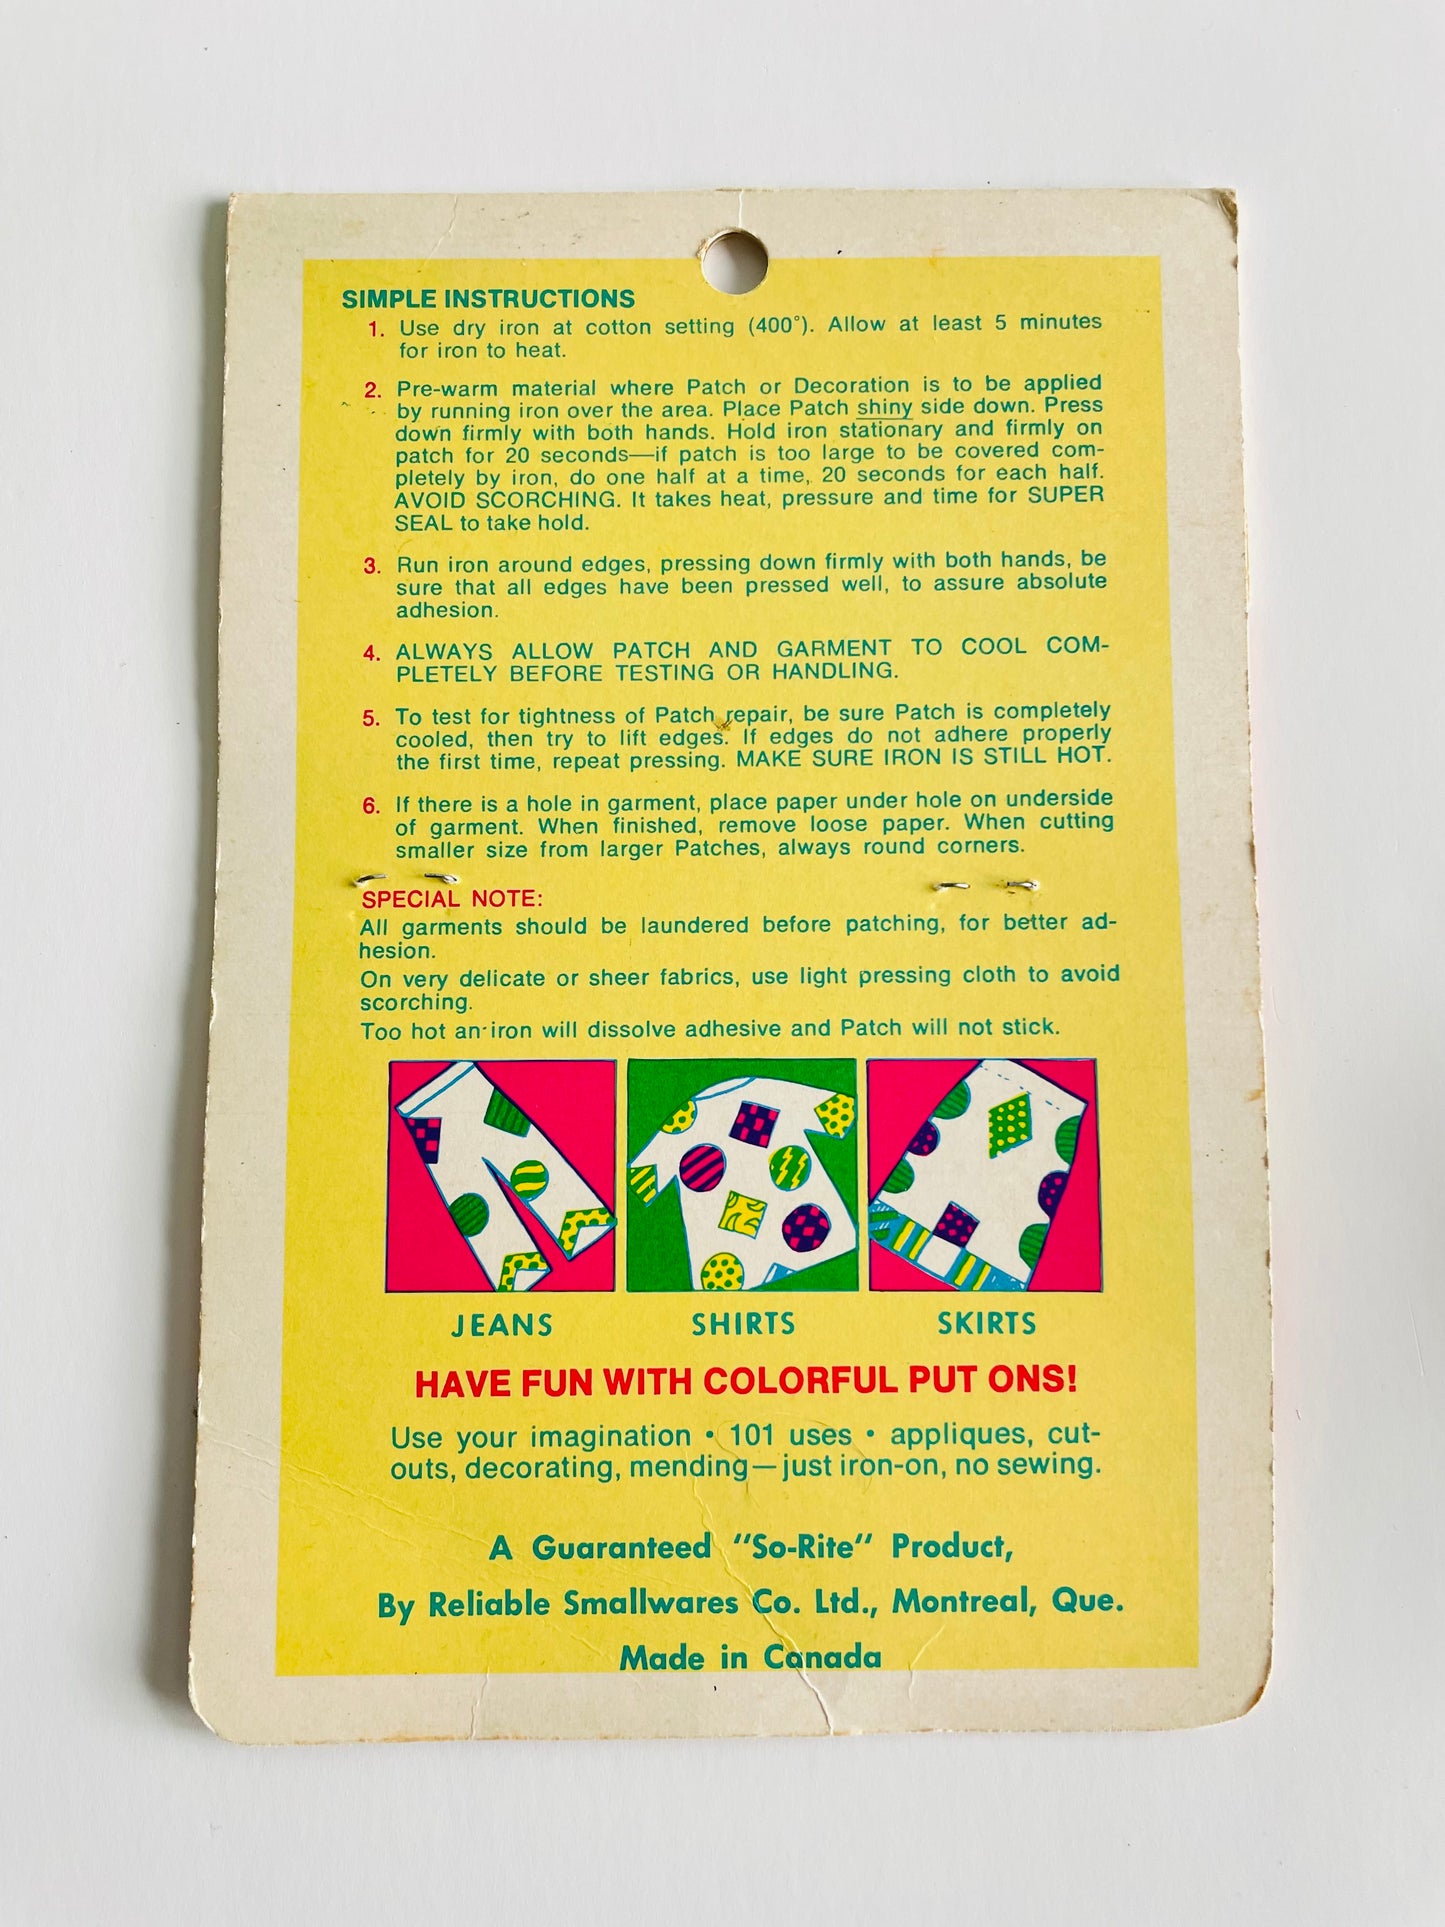 SIMPLE INSTRUCTIONS
1. Use dry iron at cotton setting (400°). Allow at least 5 minutes
for iron to heat.
2. Pre-warm material where Patch or Decoration is to be applied
by running iron over the area. Place Patch shiny side down. Press
down firmly with both hands. Hold iron stationary and firmly on
patch for 20 seconds—if patch is too large to be covered com-
pletely by iron, do one half at a time, 20 seconds for each half.
AVOID SCORCHING. It takes heat, pressure and time for SUPER
SEAL to take hold.
3. Run iron around edges, pressing down firmly with both hands, be
sure that all edges have been pressed well, to assure absolute
adhesion.
4. ALWAYS ALLOW PATCH AND GARMENT TO COOL COM-
PLETELY BEFORE TESTING OR HANDLING.
5. To test for tightness of Patch repair, be sure Patch is completely
cooled, then try to lift edges. If edges do not adhere properly
the first time, repeat pressing. MAKE SURE IRON IS STILL HOT.
6. If there is a hole in garment, place paper under hole on underside
of garment. When finished, remove loose paper. When cutting
smaller size from larger Patches, always round corners.
SPECIAL NOTE:
All garments should be laundered before patching, for better ad-
hesion.
On very delicate or sheer fabrics, use light pressing cloth to avoid
scorching.
Too hot an iron will dissolve adhesive and Patch will not stick.
JEANS SHIRTS SKIRTS
HAVE FUN WITH COLORFUL PUT ONS!
Use your imagination • 101 uses • appliques, cut-
outs, decorating, mending—just iron-on, no sewing.
A Guaranteed "So-Rite" Product,
By Reliable Smallwares Co. Ltd., Montreal, Que.
Made in Canada